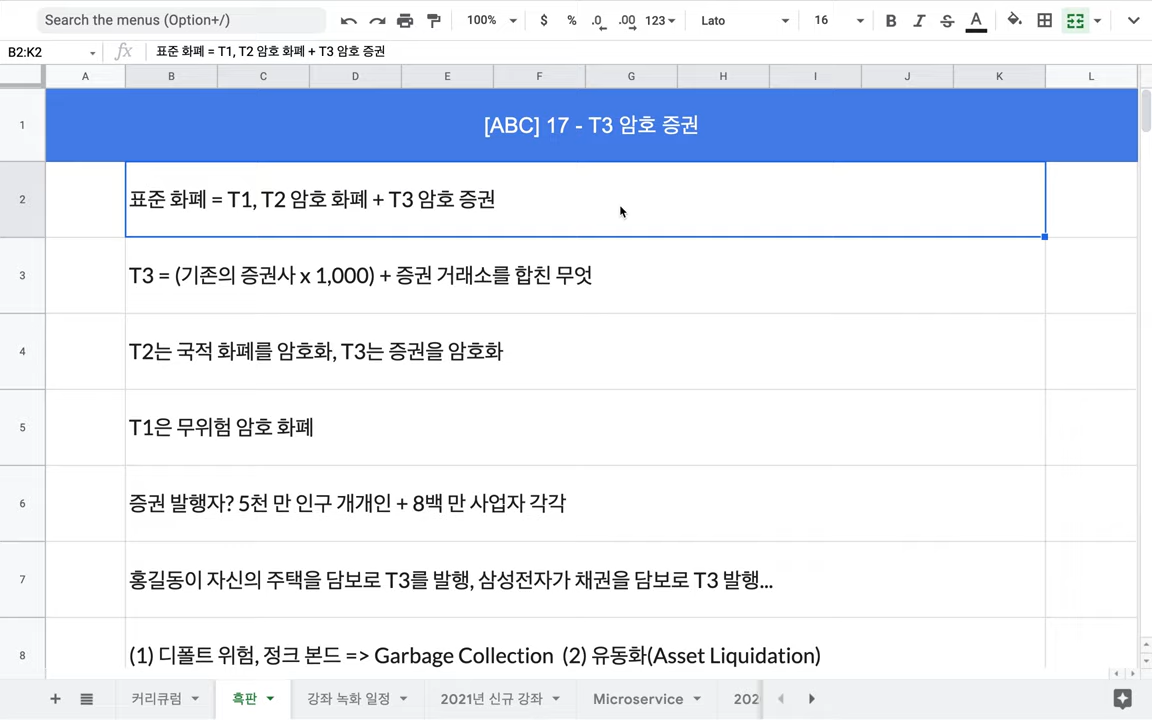 Search the menus (Option+/)
100%
$
%
.0
.00
123
Lato
16
B
I
S
A
B2:K2
fx
표준 화폐 = T1, T2 암호 화폐 + T3 암호 증권
A B C D E F G H I J K L
1
[ABC] 17 - T3 암호 증권
2
표준 화폐 = T1, T2 암호 화폐 + T3 암호 증권
3
T3 = (기존의 증권사 x 1,000) + 증권 거래소를 합친 무엇
4
T2는 국적 화폐를 암호화, T3는 증권을 암호화
5
T1은 무위험 암호 화폐
6
증권 발행자? 5천 만 인구 개개인 + 8백 만 사업자 각각
7
홍길동이 자신의 주택을 담보로 T3를 발행, 삼성전자가 채권을 담보로 T3 발행...
8
(1) 디폴트 위험, 정크 본드 => Garbage Collection (2) 유동화(Asset Liquidation)
커리큐럼
흑판
강좌 녹화 일정
2021년 신규 강좌
Microservice
202